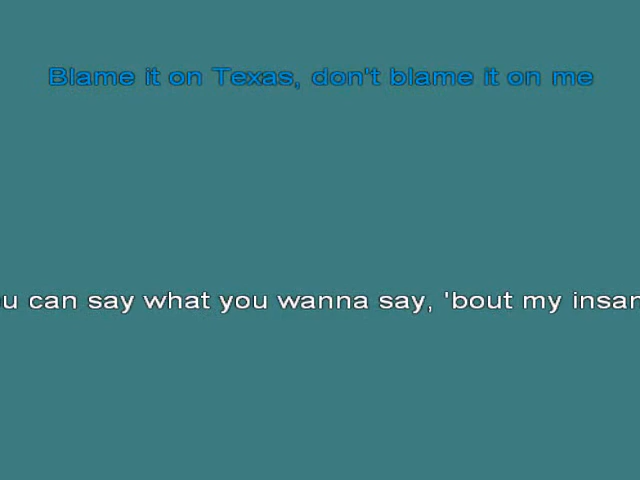 Blame it on Texas, don't blame it on me
u can say what you wanna say, 'bout my insan